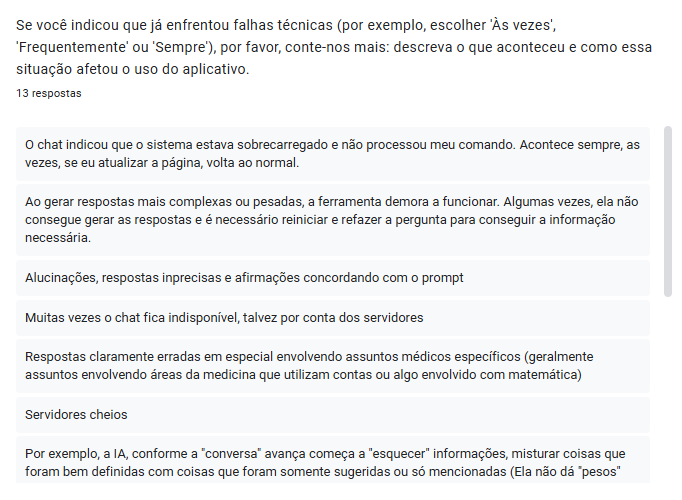 Se você indicou que já enfrentou falhas técnicas (por exemplo, escolher 'Às vezes',
'Frequentemente' ou 'Sempre'), por favor, conte-nos mais: descreva o que aconteceu e como essa
situação afetou o uso do aplicativo.
13 respostas
O chat indicou que o sistema estava sobrecarregado e não processou meu comando. Acontece sempre, as
vezes, se eu atualizar a página, volta ao normal.
Ao gerar respostas mais complexas ou pesadas, a ferramenta demora a funcionar. Algumas vezes, ela não
consegue gerar as respostas e é necessário reiniciar e refazer a pergunta para conseguir a informação
necessária.
Alucinações, respostas inprecisas e afirmações concordando com o prompt
Muitas vezes o chat fica indisponível, talvez por conta dos servidores
Respostas claramente erradas em especial envolvendo assuntos médicos específicos (geralmente
assuntos envolvendo áreas da medicina que utilizam contas ou algo envolvido com matemática)
Servidores cheios
Por exemplo, a IA, conforme a "conversa" avança começa a "esquecer" informações, misturar coisas que
foram bem definidas com coisas que foram somente sugeridas ou só mencionadas (Ela não dá "pesos"